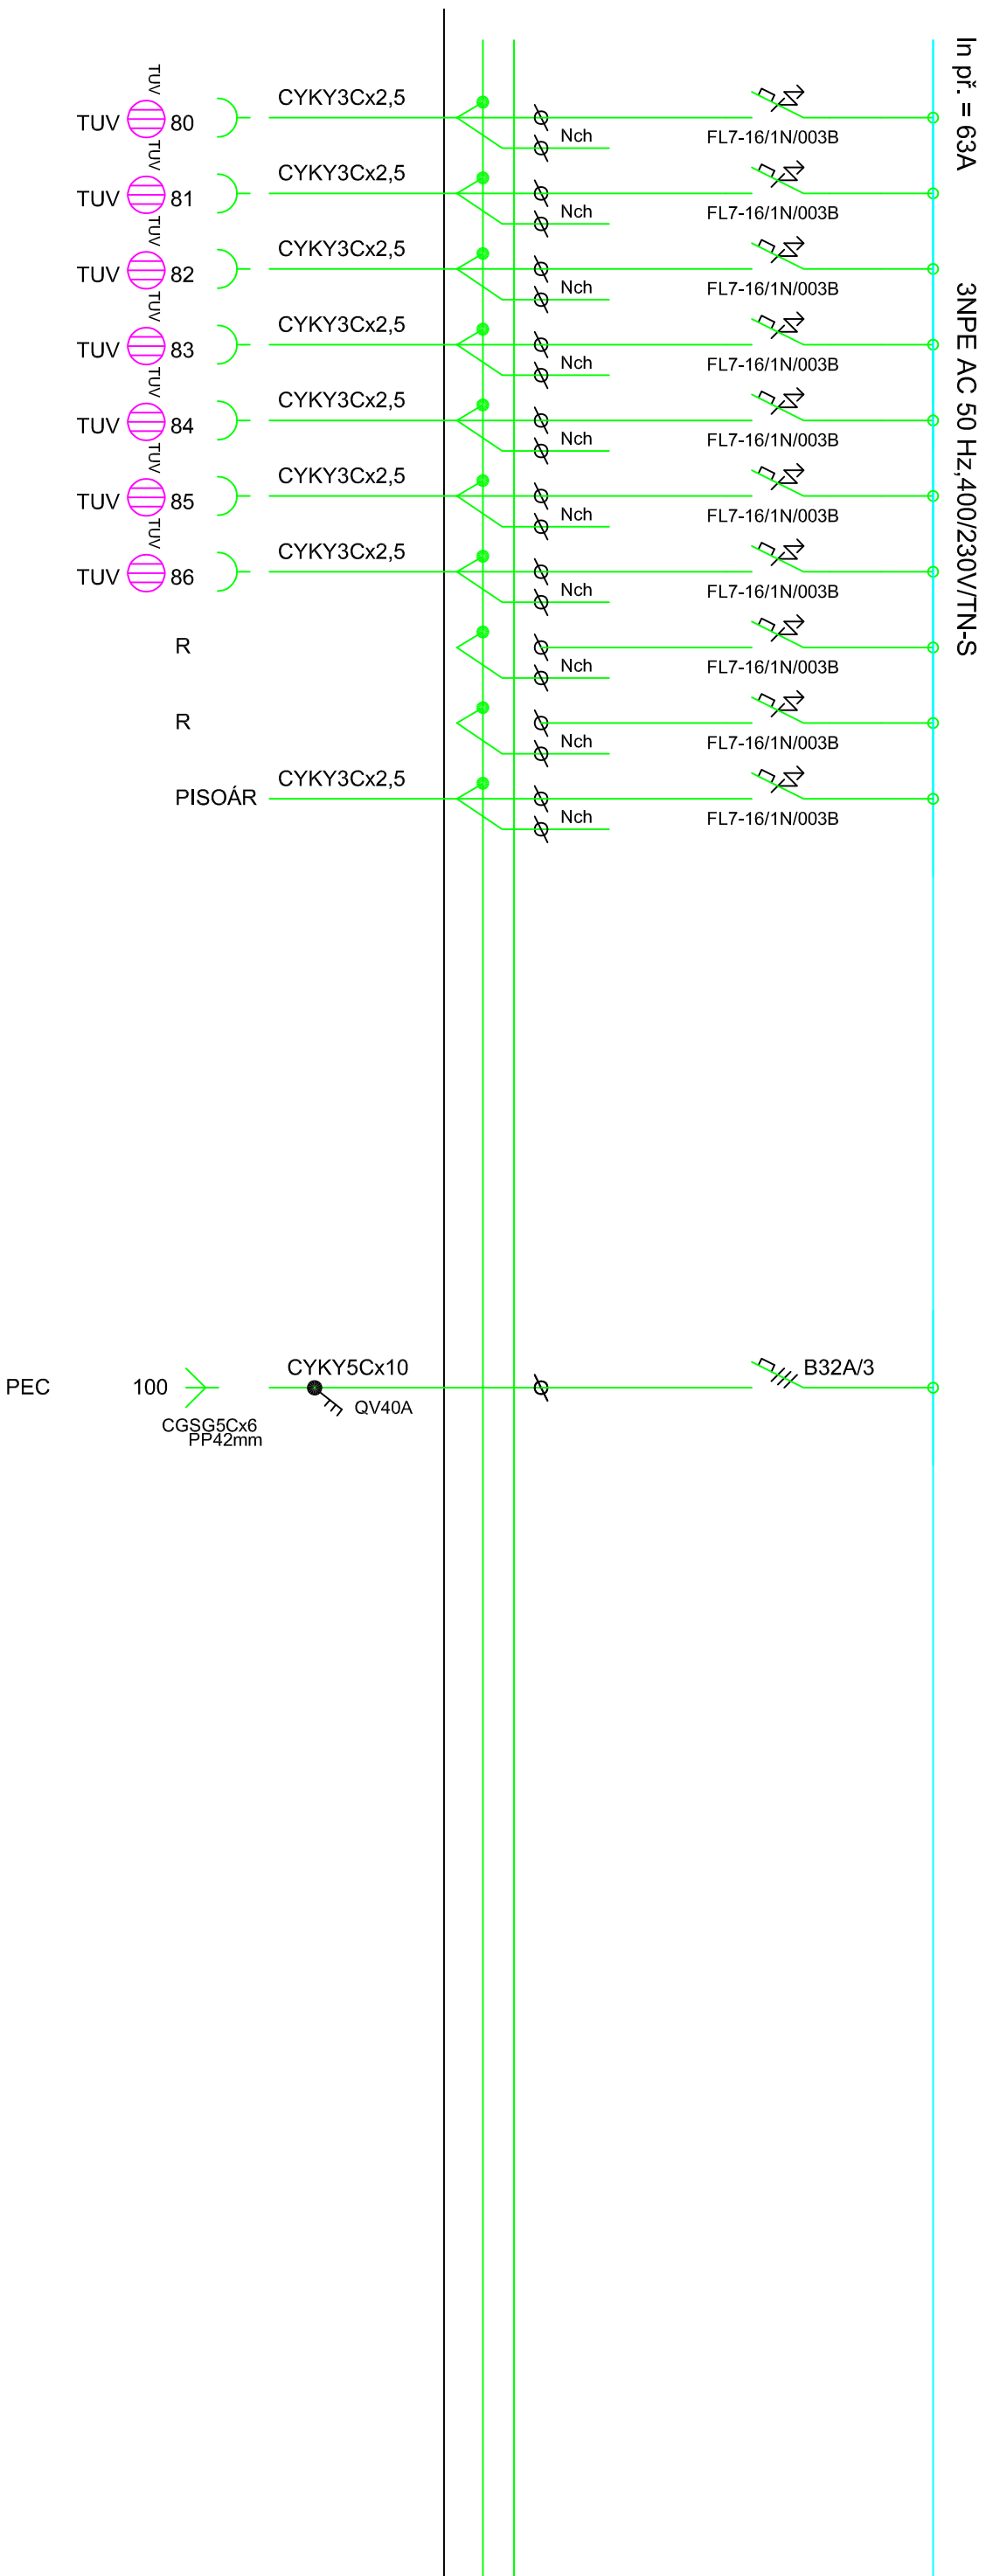 In př. = 63A
3NPE AC 50 Hz,400/230V/TN-S
TUV
TUV 80 CYKY3Cx2,5 Nch FL7-16/1N/003B
TUV
TUV 81 CYKY3Cx2,5 Nch FL7-16/1N/003B
TUV
TUV 82 CYKY3Cx2,5 Nch FL7-16/1N/003B
TUV
TUV 83 CYKY3Cx2,5 Nch FL7-16/1N/003B
TUV
TUV 84 CYKY3Cx2,5 Nch FL7-16/1N/003B
TUV
TUV 85 CYKY3Cx2,5 Nch FL7-16/1N/003B
TUV
TUV 86 CYKY3Cx2,5 Nch FL7-16/1N/003B
R Nch FL7-16/1N/003B
R Nch FL7-16/1N/003B
PISOÁR CYKY3Cx2,5 Nch FL7-16/1N/003B
PEC 100 CYKY5Cx10 B32A/3
QV40A
CGSG5Cx6
PP42mm